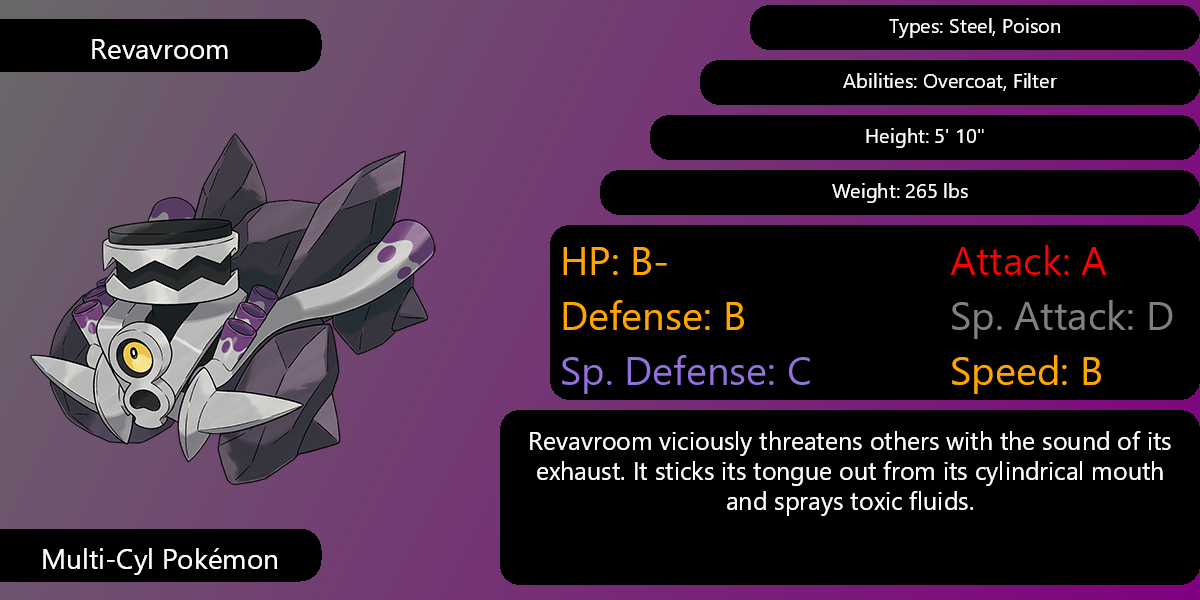 Revavroom
Types: Steel, Poison
Abilities: Overcoat, Filter
Height: 5' 10"
Weight: 265 lbs
HP: B-
Attack: A
Defense: B
Sp. Attack: D
Sp. Defense: C
Speed: B
Revavroom viciously threatens others with the sound of its
exhaust. It sticks its tongue out from its cylindrical mouth
and sprays toxic fluids.
Multi-Cyl Pokémon